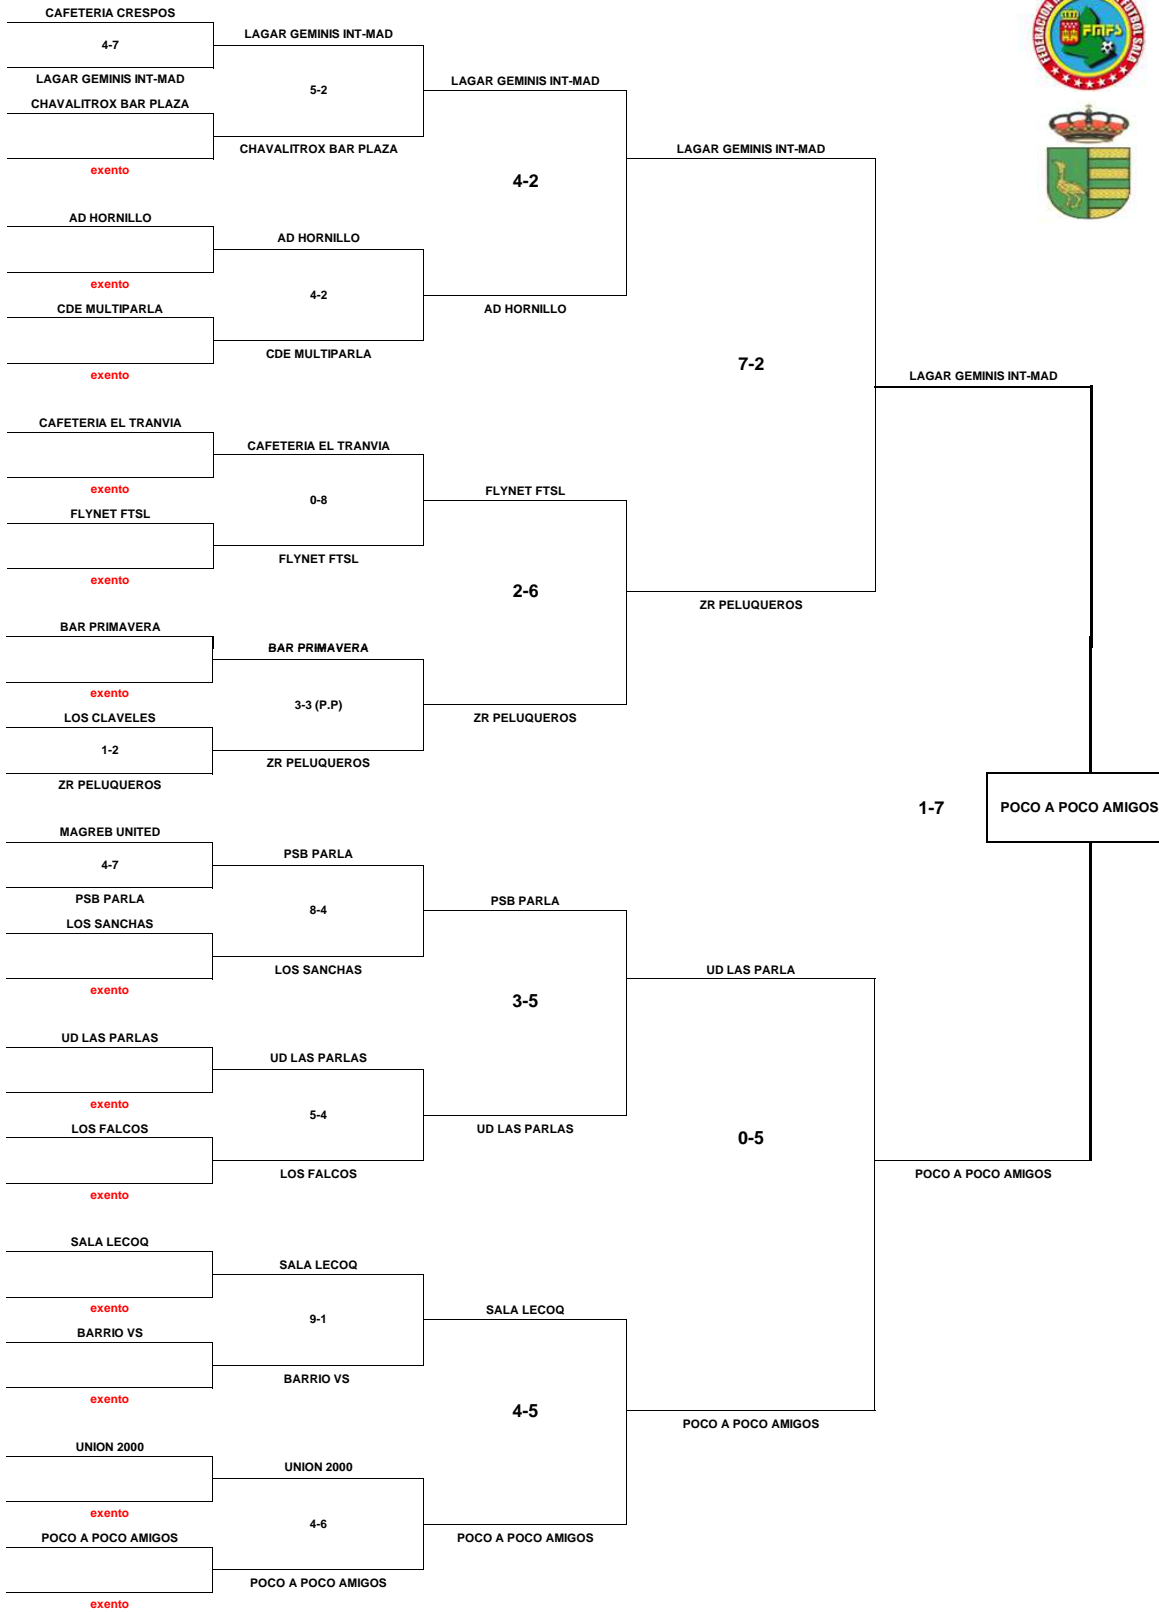 CAFETERIA CRESPOS
4-7
LAGAR GEMINIS INT-MAD
CHAVALITROX BAR PLAZA
exento
AD HORNILLO
exento
CDE MULTIPARLA
exento
CAFETERIA EL TRANVIA
exento
FLYNET FTSL
exento
BAR PRIMAVERA
exento
LOS CLAVELES
1-2
ZR PELUQUEROS
MAGREB UNITED
4-7
PSB PARLA
LOS SANCHAS
exento
UD LAS PARLAS
exento
LOS FALCOS
exento
SALA LECOQ
exento
BARRIO VS
exento
UNION 2000
exento
POCO A POCO AMIGOS
exento
LAGAR GEMINIS INT-MAD
5-2
CHAVALITROX BAR PLAZA
AD HORNILLO
4-2
CDE MULTIPARLA
CAFETERIA EL TRANVIA
0-8
FLYNET FTSL
BAR PRIMAVERA
3-3 (P.P)
ZR PELUQUEROS
PSB PARLA
8-4
LOS SANCHAS
UD LAS PARLAS
5-4
LOS FALCOS
SALA LECOQ
9-1
BARRIO VS
UNION 2000
4-6
POCO A POCO AMIGOS
LAGAR GEMINIS INT-MAD
4-2
AD HORNILLO
FLYNET FTSL
2-6
ZR PELUQUEROS
PSB PARLA
3-5
UD LAS PARLAS
SALA LECOQ
4-5
POCO A POCO AMIGOS
LAGAR GEMINIS INT-MAD
7-2
ZR PELUQUEROS
UD LAS PARLA
0-5
POCO A POCO AMIGOS
LAGAR GEMINIS INT-MAD
1-7
POCO A POCO AMIGOS
POCO A POCO AMIGOS
FEDERACION
FUTBOL SALA
FMFS